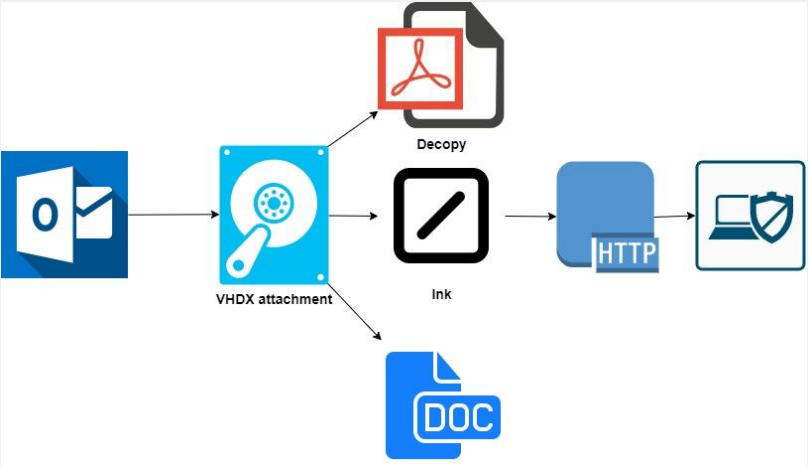 O
Decopy
VHDX attachment
lnk
HTTP
DOC